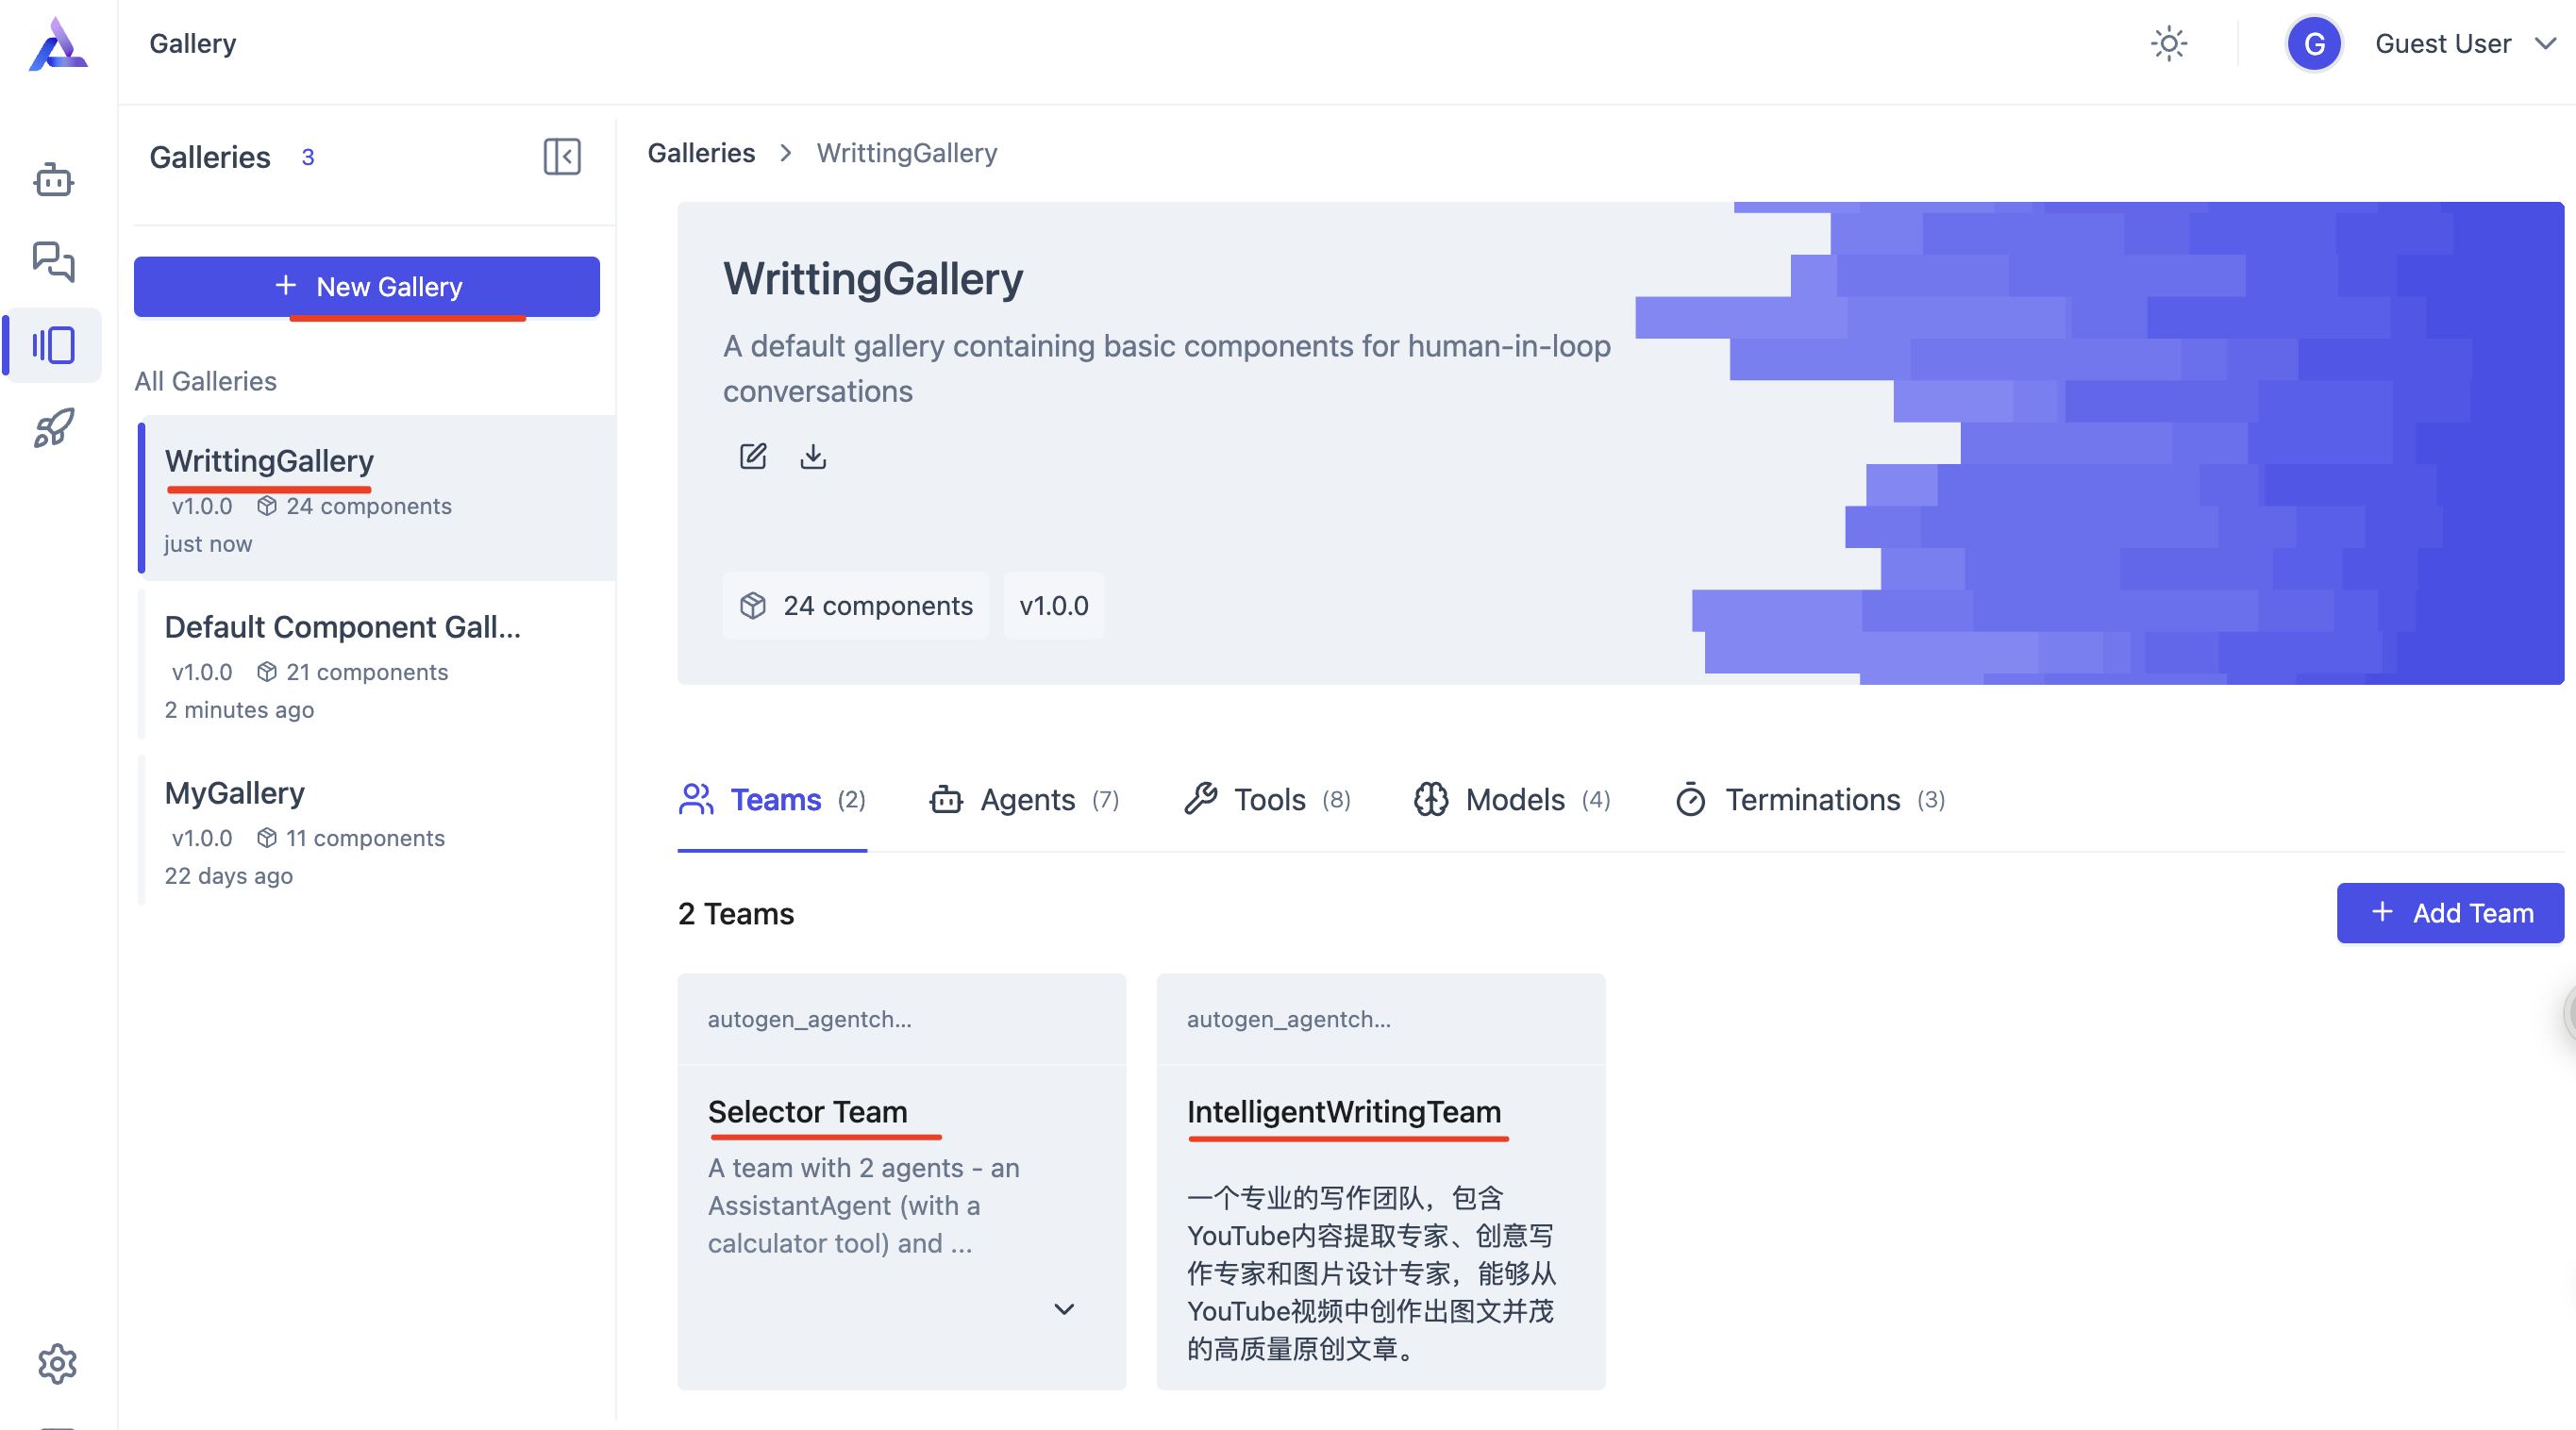 Gallery
G
Guest User
Galleries 3
New Gallery
All Galleries
WrittingGallery
v1.0.0 24 components
just now
Default Component Gall...
v1.0.0 21 components
2 minutes ago
MyGallery
v1.0.0 11 components
22 days ago
Galleries > WrittingGallery
WrittingGallery
A default gallery containing basic components for human-in-loop
conversations
24 components v1.0.0
Teams (2) Agents (7) Tools (8) Models (4) Terminations (3)
2 Teams
+ Add Team
autogen_agentch...
Selector Team
A team with 2 agents - an
AssistantAgent (with a
calculator tool) and ...
autogen_agentch...
IntelligentWritingTeam
一个专业的写作团队，包含
YouTube内容提取专家、创意写
作专家和图片设计专家，能够从
YouTube视频中创作出图文并茂
的高质量原创文章。